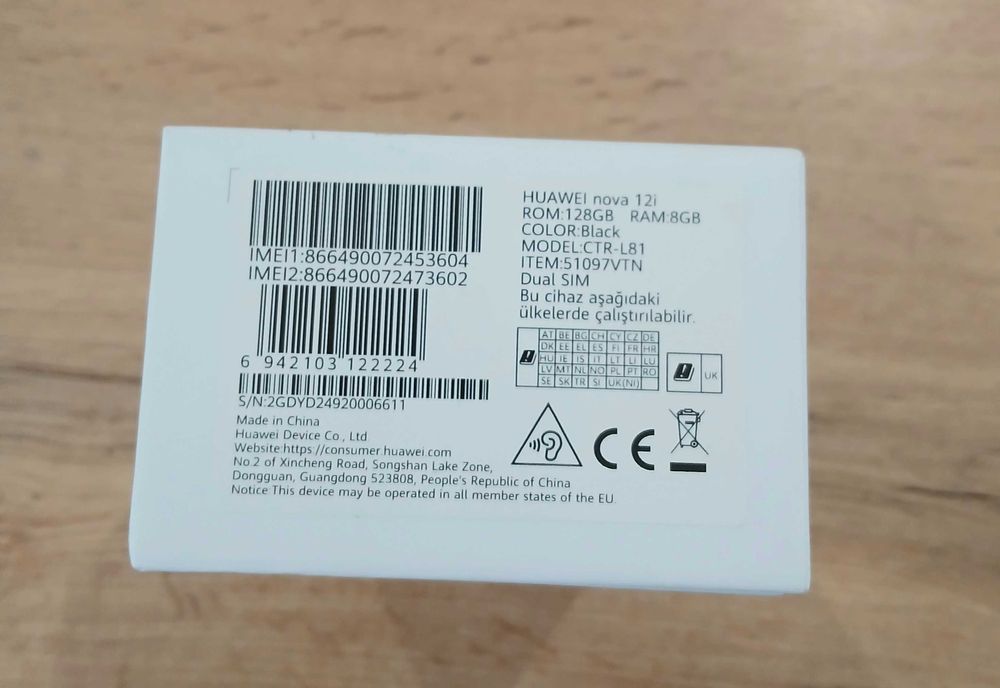 IMEI1:866490072453604
IMEI2:866490072473602
6 942103 122224
S/N:2GDYD24920006611
Made in China
Huawei Device Co., Ltd
Website:https://consumer.huawei.com
No.2 of Xincheng Road, Songshan Lake Zone,
Dongguan, Guangdong 523808, People's Republic of China
Notice This device may be operated in all member states of the EU.
HUAWEI nova 12i
ROM:128GB RAM:8GB
COLOR:Black
MODEL:CTR-L81
ITEM:51097VTN
Dual SIM
Bu cihaz aşağıdaki
ülkelerde çalıştırılabilir.
AT BE BG CH CY CZ DE
DK EE EL ES FI FR HR
HU IE IS IT LT LI LU
LV MT NL NO PL PT RO
SE SK TR SI UK(NI)
UK
CE